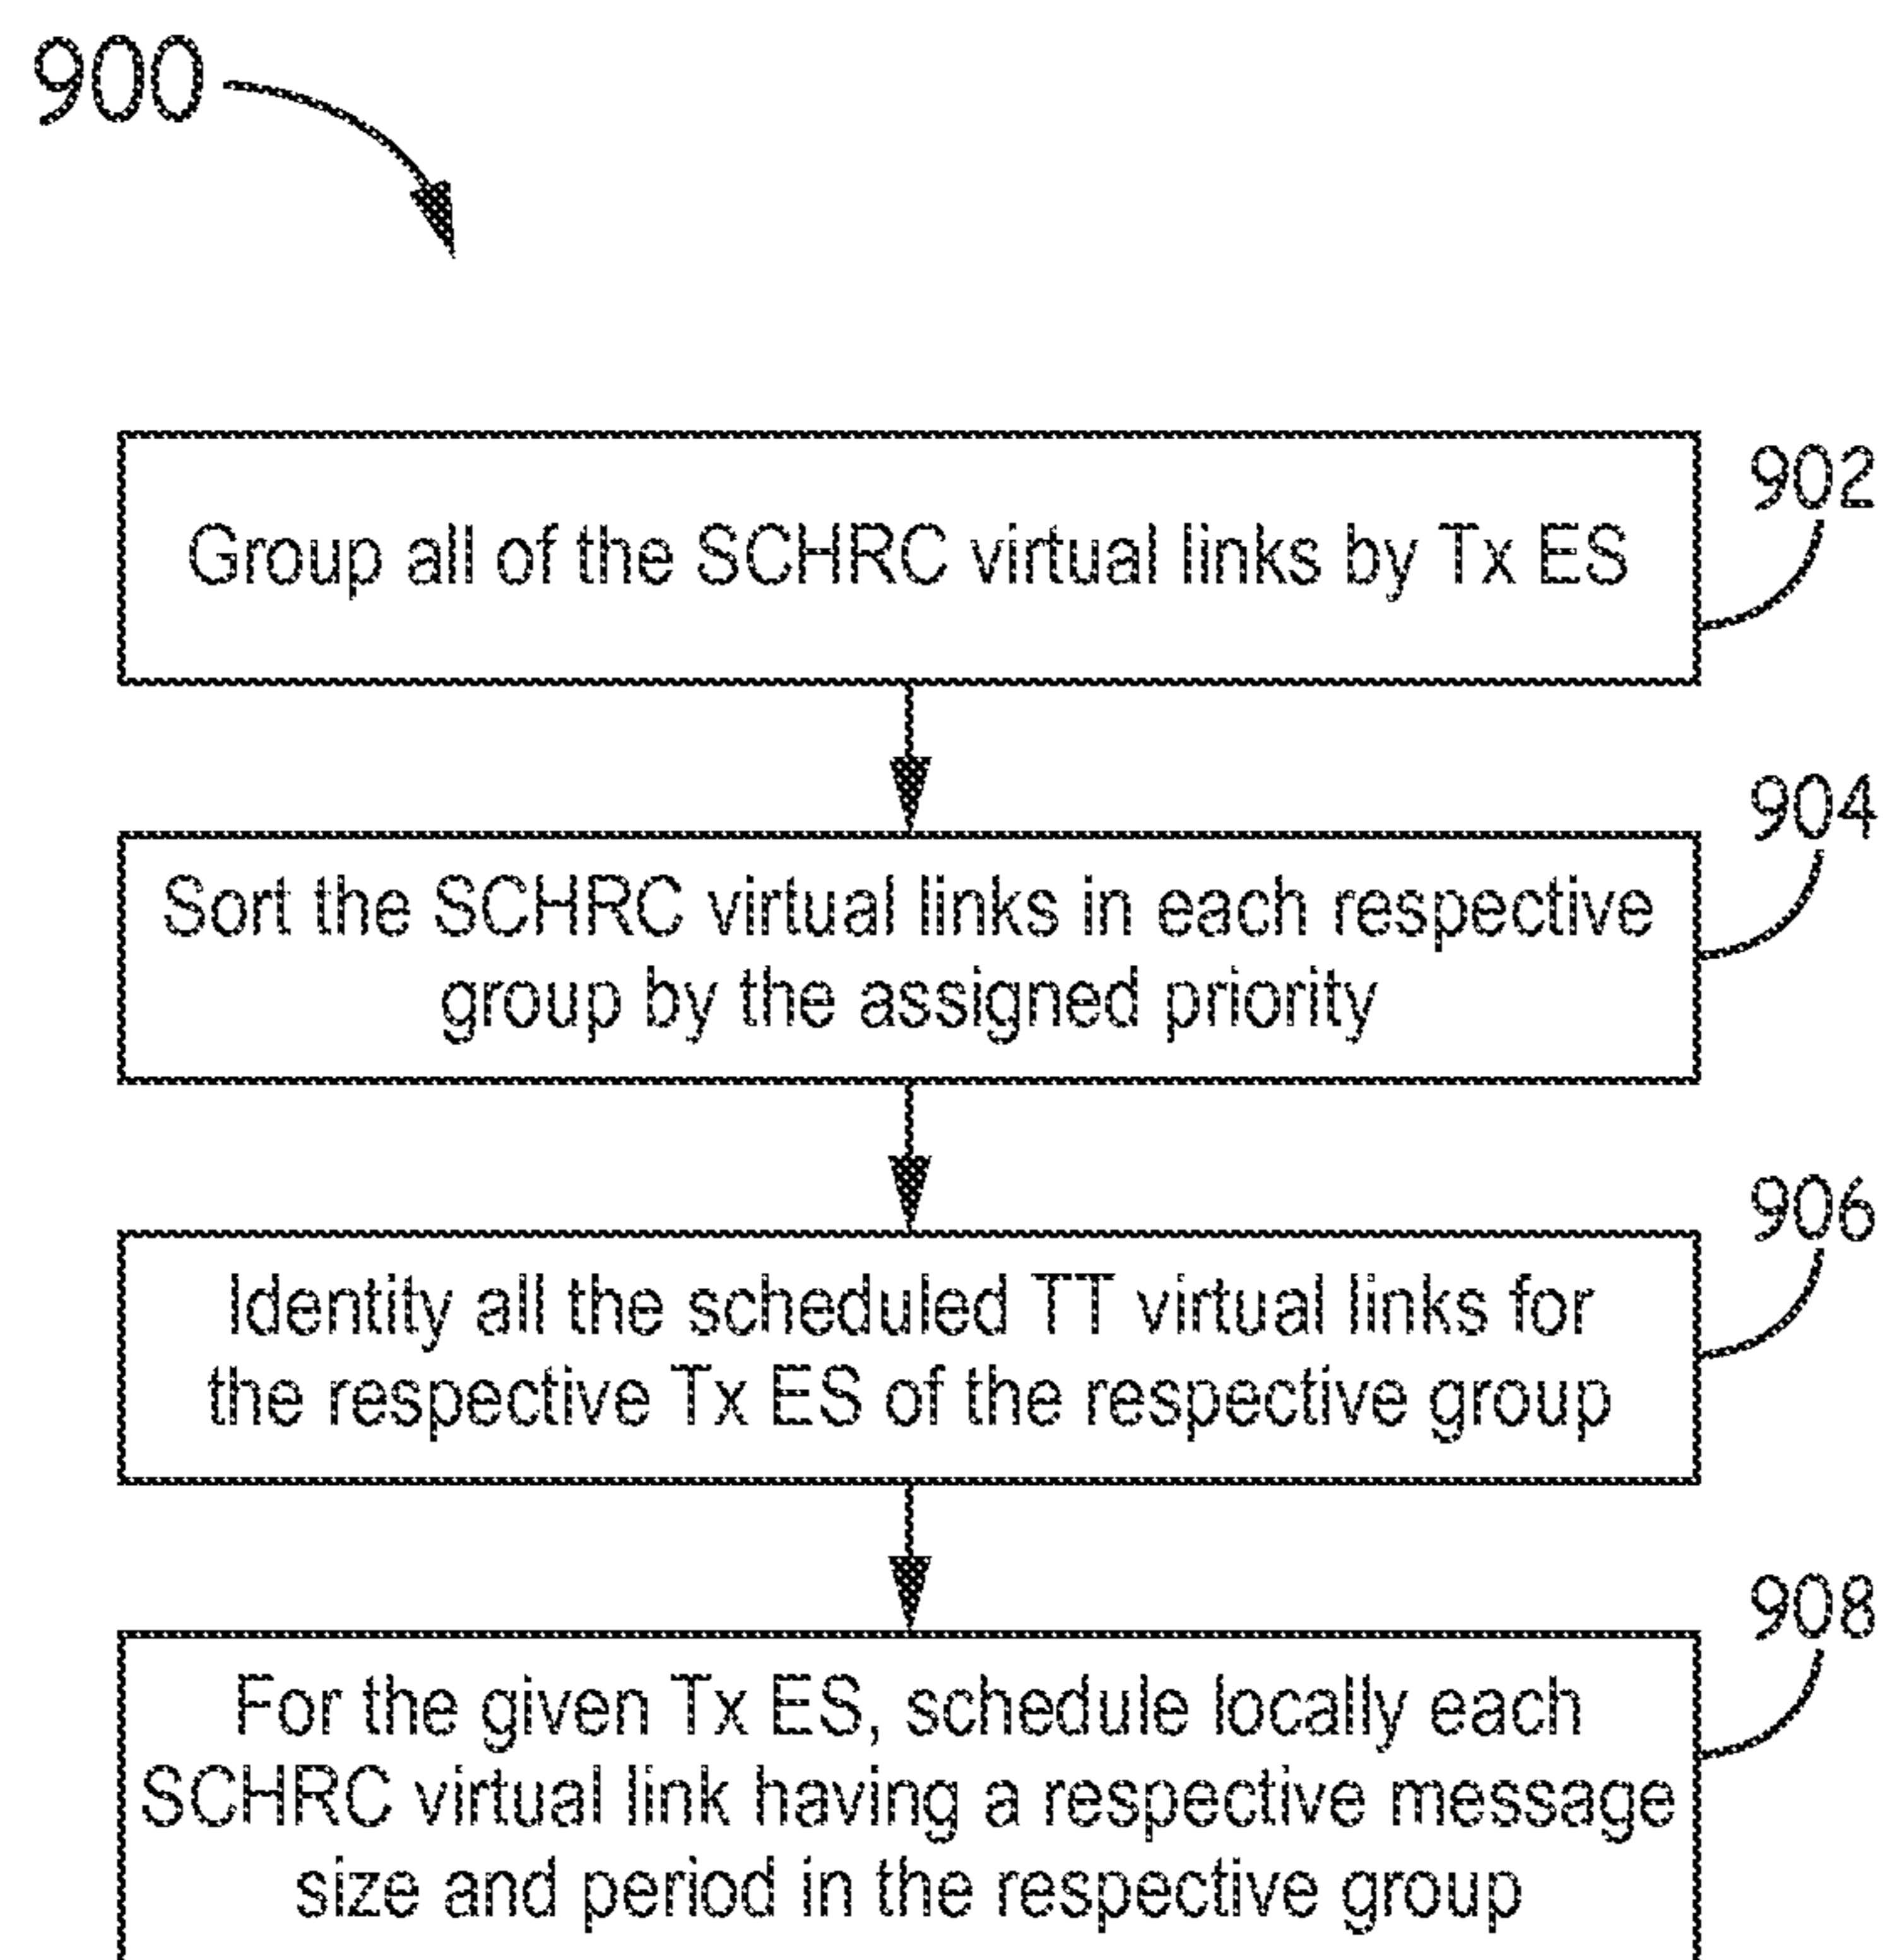 900
902
Group all of the SCHRC virtual links by Tx ES
904
Sort the SCHRC virtual links in each respective
group by the assigned priority
906
Identity all the scheduled TT virtual links for
the respective Tx ES of the respective group
908
For the given Tx ES, schedule locally each
SCHRC virtual link having a respective message
size and period in the respective group